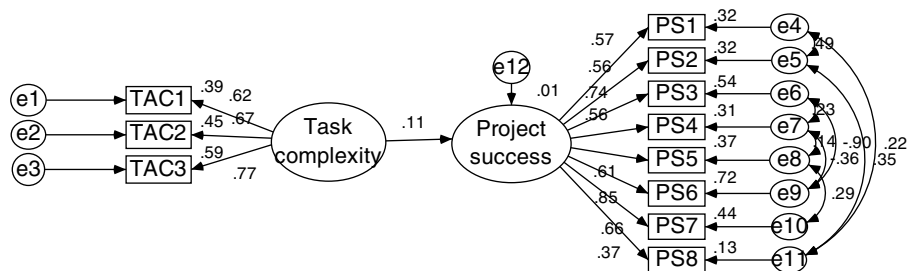 PS1
.32
e4
.57
.49
e12
PS2
.32
e5
.56
.01
PS3
.54
e6
.74
e1
TAC1
.39
.62
Task
complexity
.11
Project
success
.56
PS4
.31
e7
.23
e2
TAC2
.45
.67
PS5
.37
e8
.14
-.90
.22
-.36
.35
e3
TAC3
.59
.77
.61
PS6
.72
e9
.29
.85
PS7
.44
e10
.66
.37
PS8
.13
e11